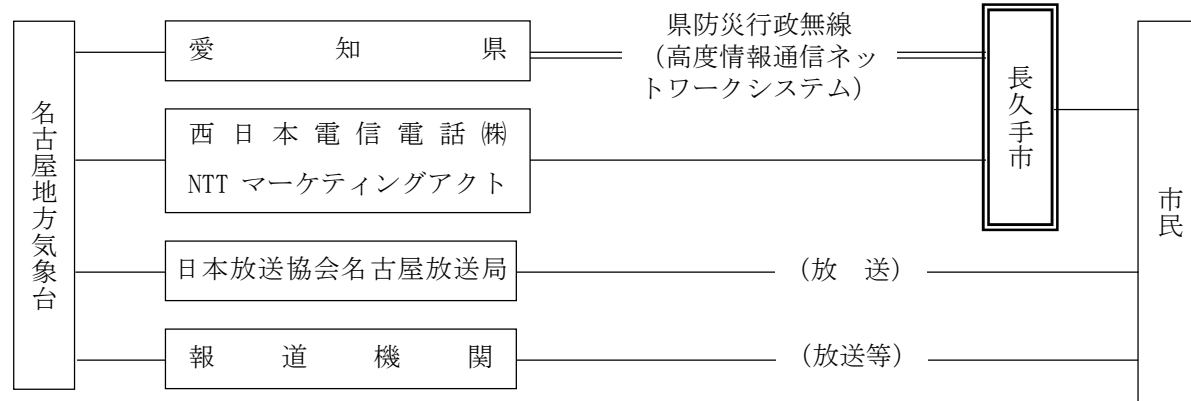 名古屋地方気象台
愛知県
県防災行政無線
（高度情報通信ネッ
トワークシステム）
長久手市
西日本電信電話㈱
NTT マーケティングアクト
市民
日本放送協会名古屋放送局
（放　送）
報道機関
（放送等）